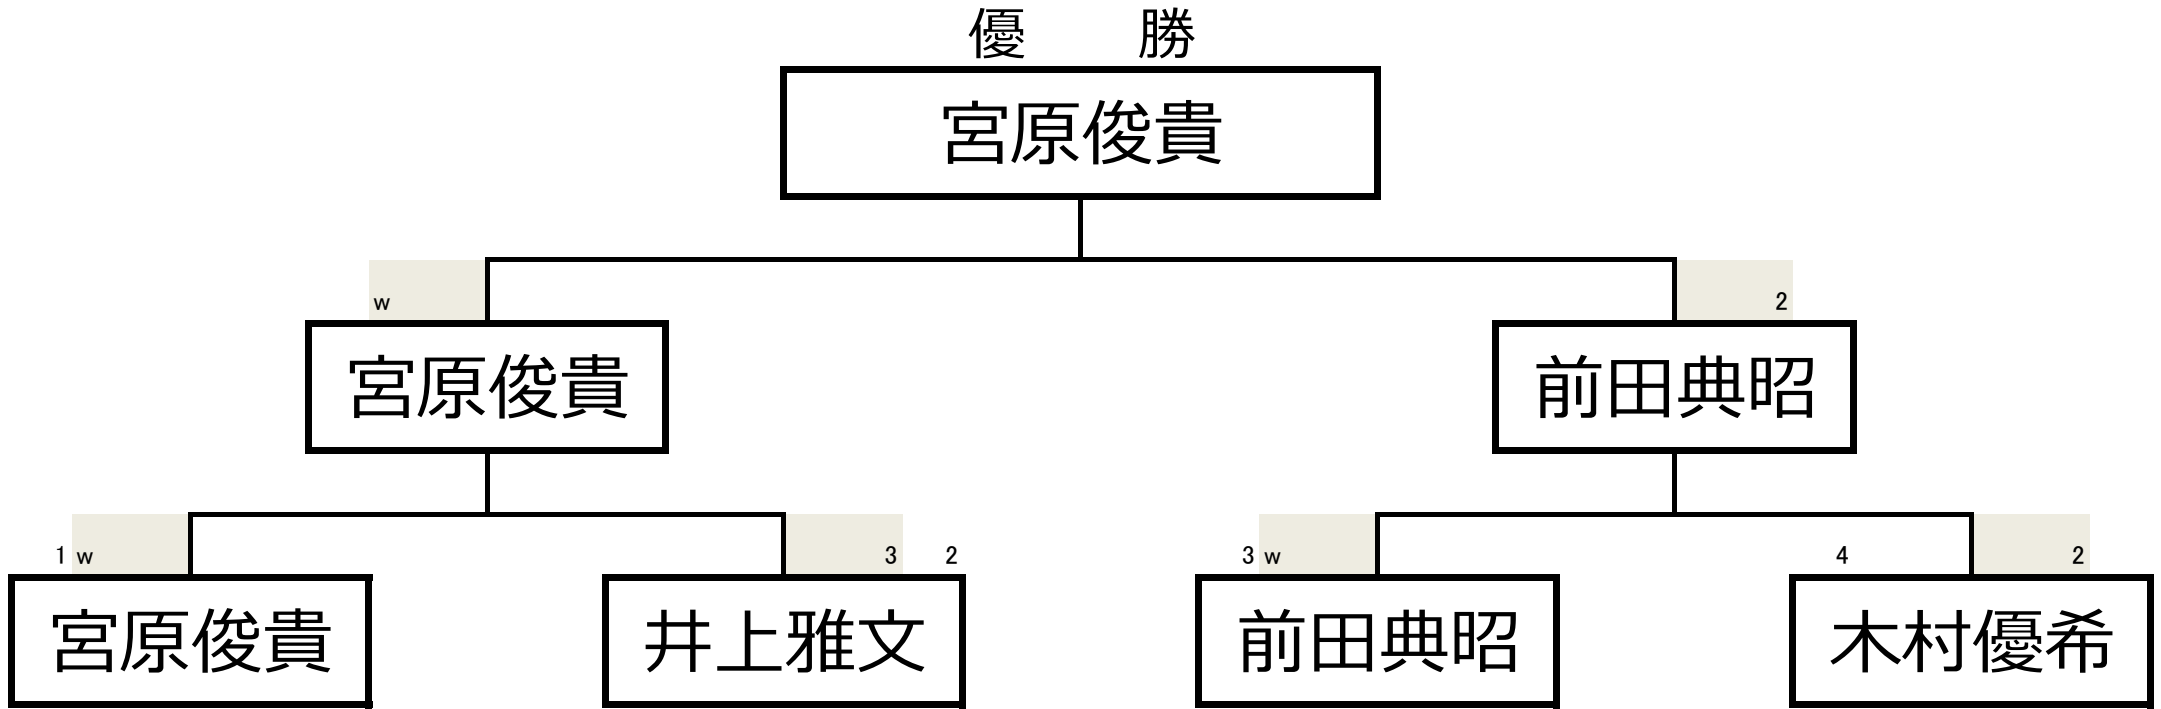 優 勝
宮原俊貴
w 2
宮原俊貴 前田典昭
1 w 3 2 3 w 4 2
宮原俊貴 井上雅文 前田典昭 木村優希